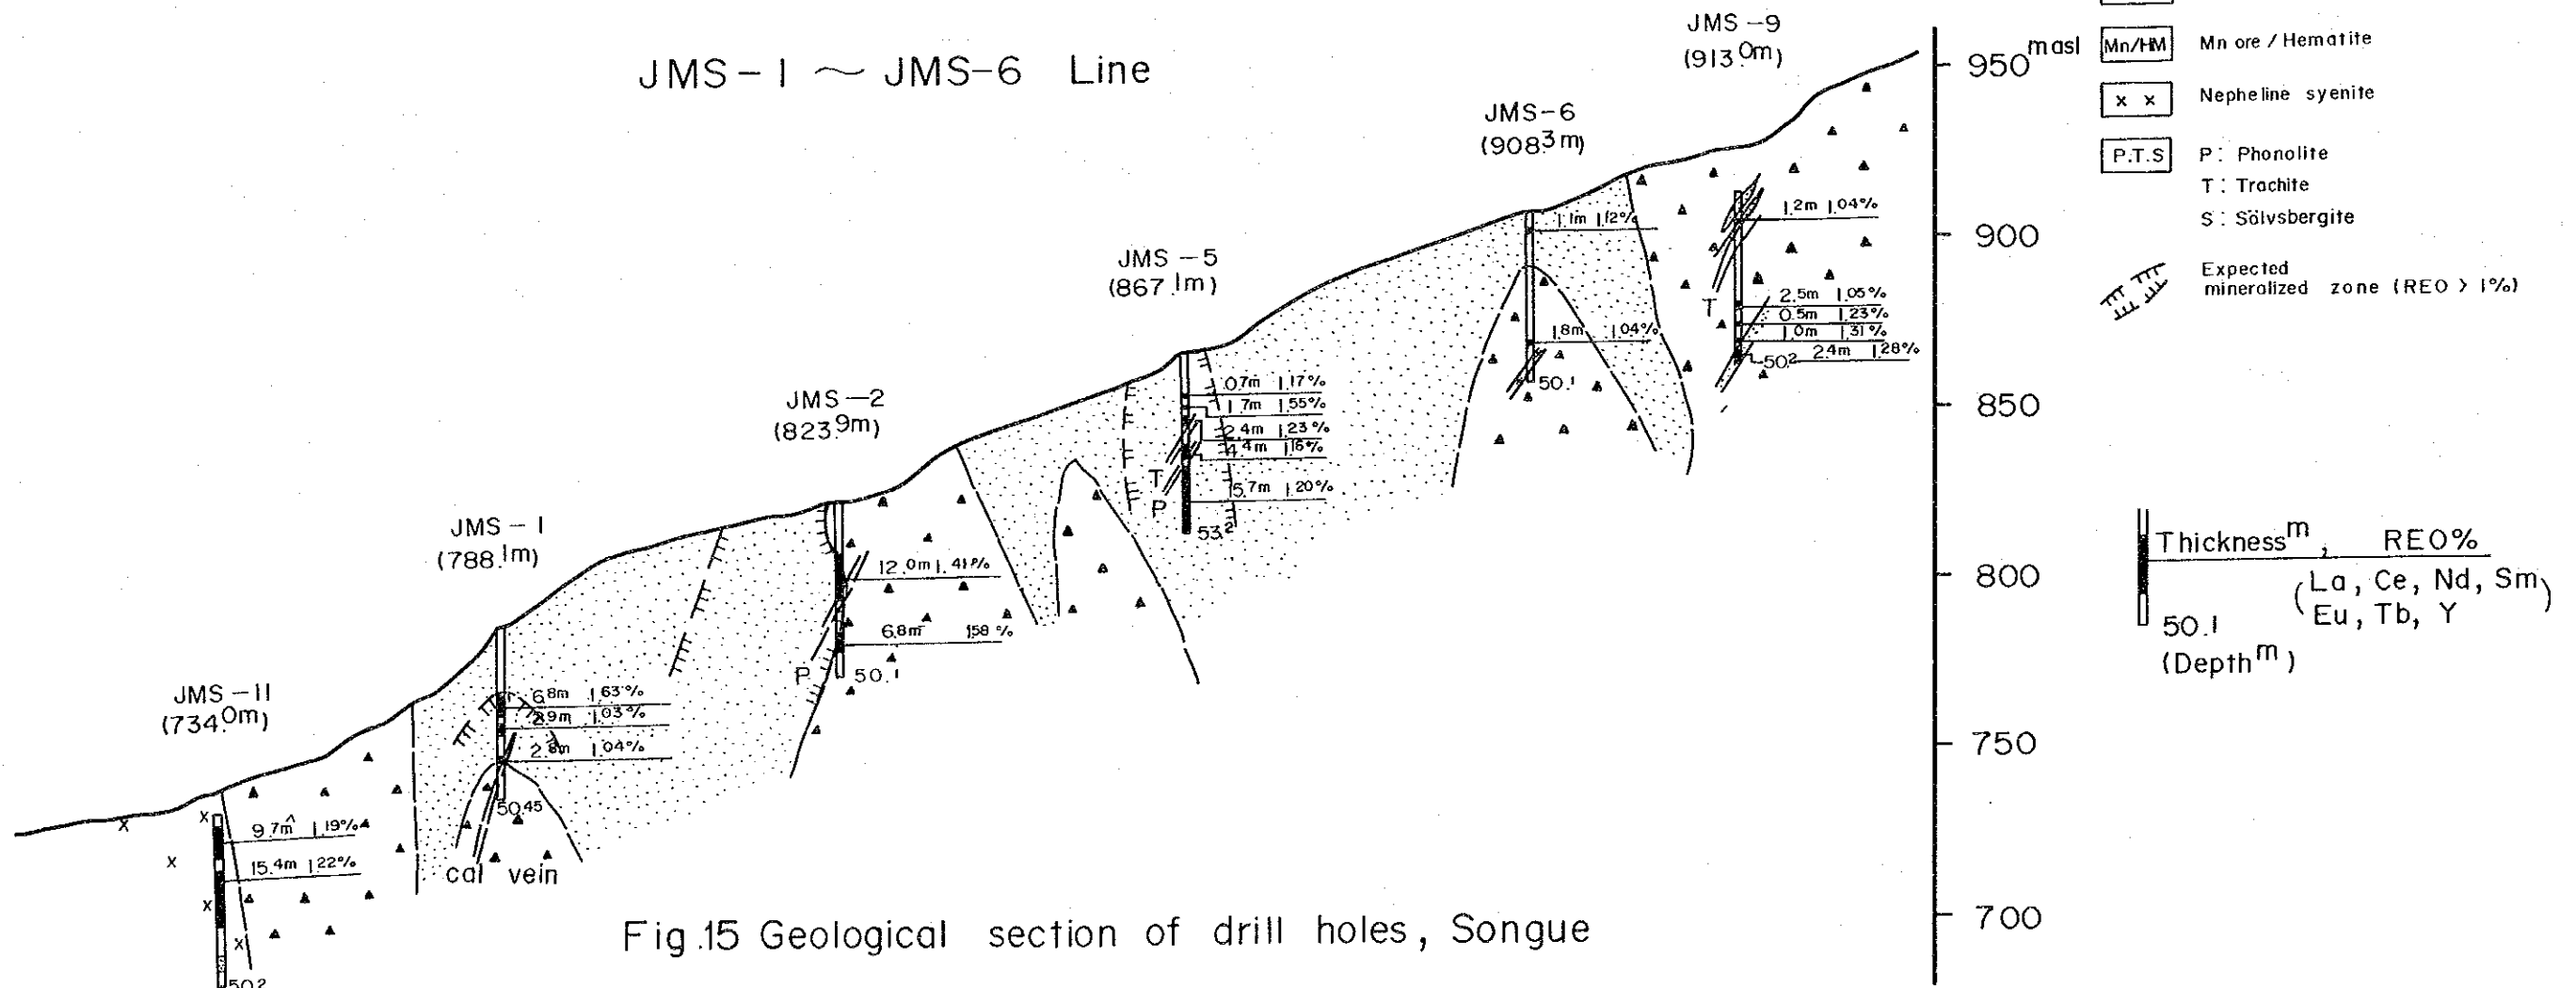 JMS-1 ～ JMS-6 Line
JMS-9
(913.0m)
JMS-6
(908.3m)
JMS-5
(867.1m)
JMS-2
(823.9m)
JMS-1
(788.1m)
JMS-11
(734.0m)
950 masl
900
850
800
750
700
1.1m 1.12%
1.8m 1.04%
50.1
1.2m 1.04%
2.5m 1.05%
0.5m 1.23%
1.0m 1.31%
2.4m 1.28%
50.2
T
0.7m 1.17%
1.7m 1.55%
2.4m 1.23%
4.4m 1.16%
15.7m 1.20%
T
P
53.2
12.0m 1.41%
6.8m 1.58%
P
50.1
6.8m 1.63%
2.9m 1.03%
2.8m 1.04%
50.45
cal vein
9.7m 1.19%
15.4m 1.22%
50.2
Mn/HM Mn ore / Hematite
x x Nepheline syenite
P.T.S P : Phonolite
T : Trachite
S : Sölvsbergite
Expected
mineralized zone (REO > 1%)
Thickness m , REO%
(La, Ce, Nd, Sm
Eu, Tb, Y)
50.1
(Depth m)
Fig.15 Geological section of drill holes, Songue